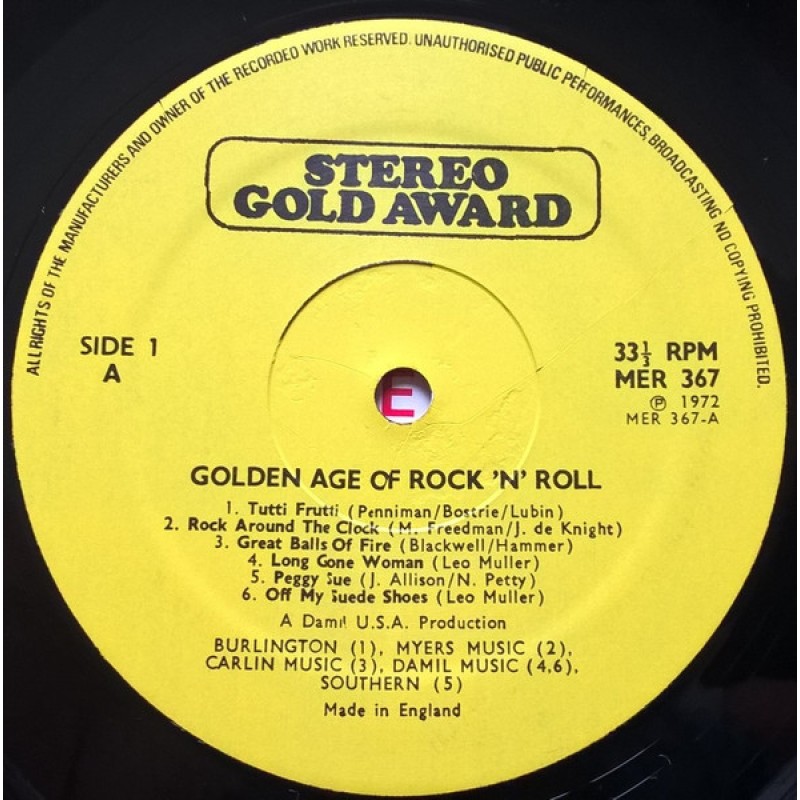 ALL RIGHTS OF THE MANUFACTURERS AND OWNER OF THE RECORDED WORK RESERVED. UNAUTHORISED PUBLIC PERFORMANCES, BROADCASTING NO COPYING PROHIBITED.
STEREO
GOLD AWARD
SIDE 1
A
33⅓ RPM
MER 367
℗ 1972
MER 367-A
E
GOLDEN AGE OF ROCK 'N' ROLL
1. Tutti Frutti (Penniman/Bostrie/Lubin)
2. Rock Around The Clock (M. Freedman/J. de Knight)
3. Great Balls Of Fire (Blackwell/Hammer)
4. Long Gone Woman (Leo Muller)
5. Peggy Sue (J. Allison/N. Petty)
6. Off My Suede Shoes (Leo Muller)
A Damil U.S.A. Production
BURLINGTON (1), MYERS MUSIC (2),
CARLIN MUSIC (3), DAMIL MUSIC (4,6),
SOUTHERN (5)
Made in England